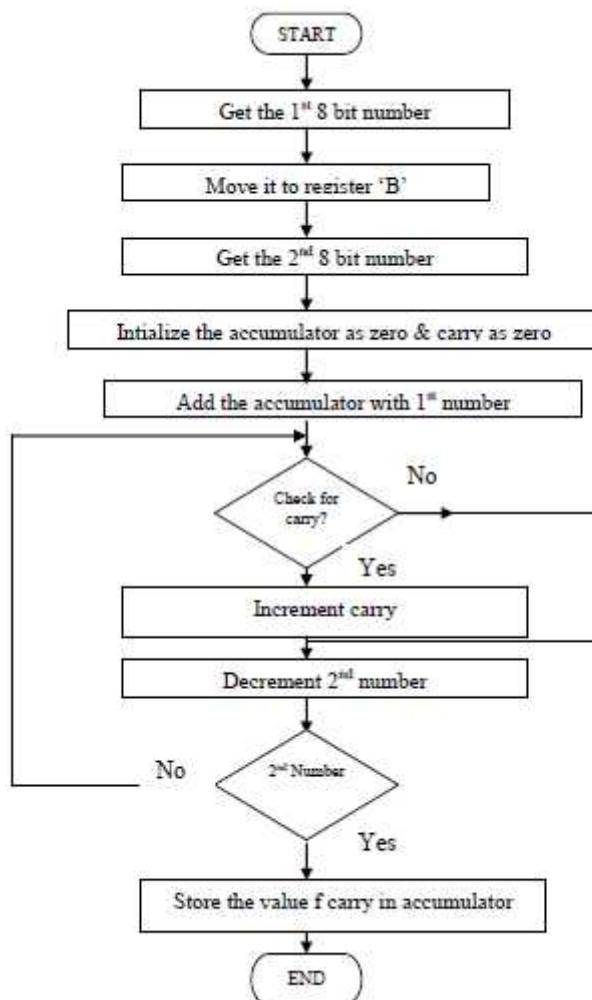 START
Get the 1st 8 bit number
Move it to register ‘B’
Get the 2nd 8 bit number
Intialize the accumulator as zero & carry as zero
Add the accumulator with 1st number
Check for
carry?
No
Yes
Increment carry
Decrement 2nd number
2nd Number
No
Yes
Store the value f carry in accumulator
END